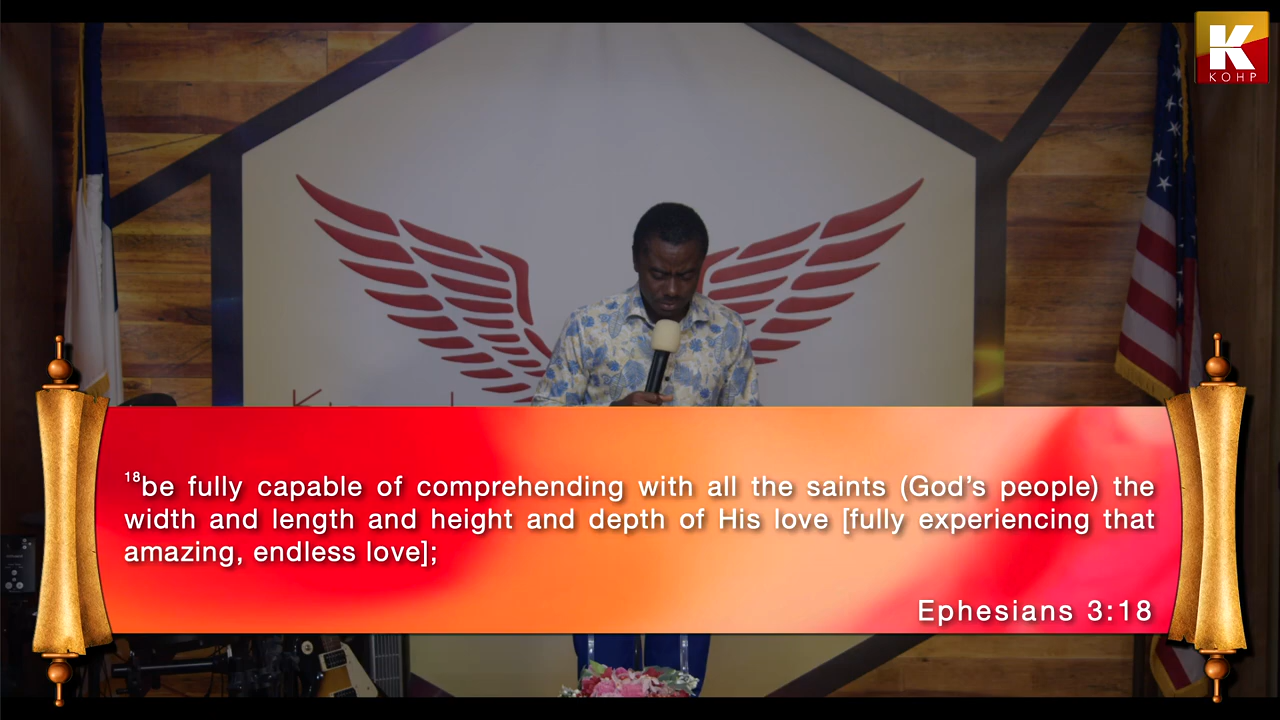 K
KOHP
¹⁸be fully capable of comprehending with all the saints (God’s people) the
width and length and height and depth of His love [fully experiencing that
amazing, endless love];
Ephesians 3:18